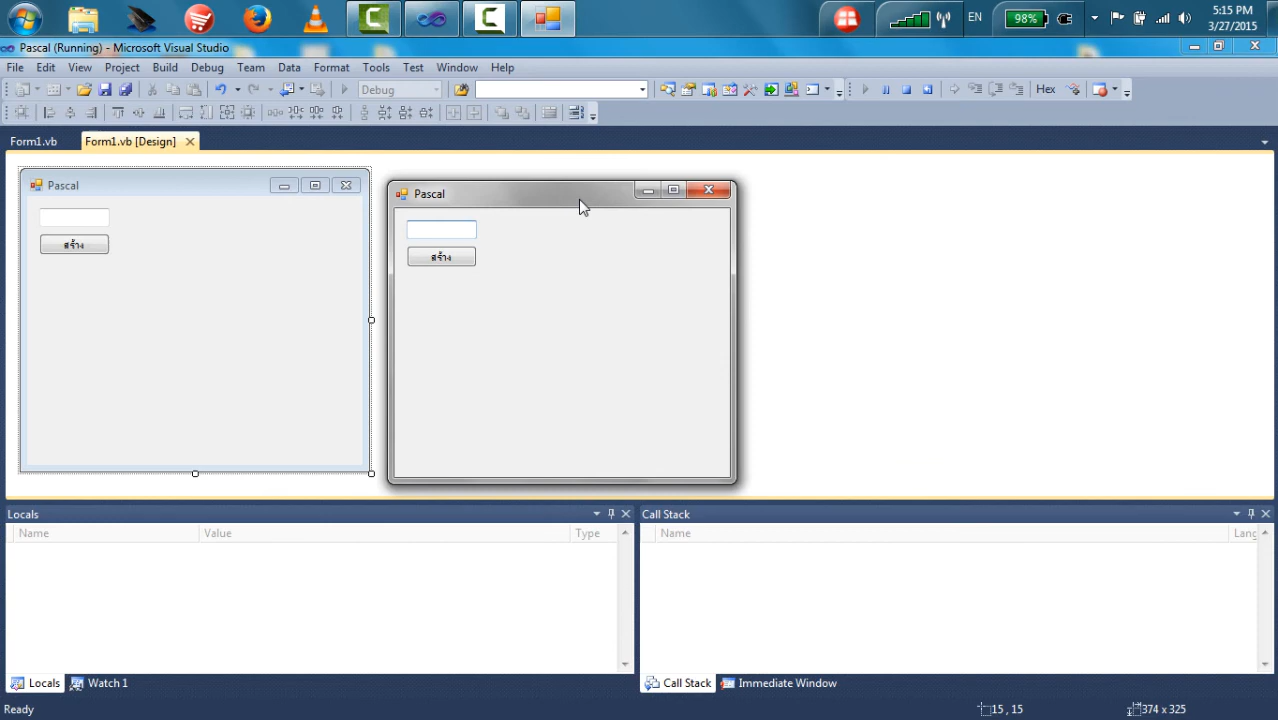 EN
98%
5:15 PM
3/27/2015
Pascal (Running) - Microsoft Visual Studio
File Edit View Project Build Debug Team Data Format Tools Test Window Help
Debug
Hex
Form1.vb
Form1.vb [Design]
Pascal
สร้าง
Pascal
สร้าง
Locals
Name Value Type
Call Stack
Name Lang
Locals
Watch 1
Call Stack
Immediate Window
Ready
15 , 15
374 x 325